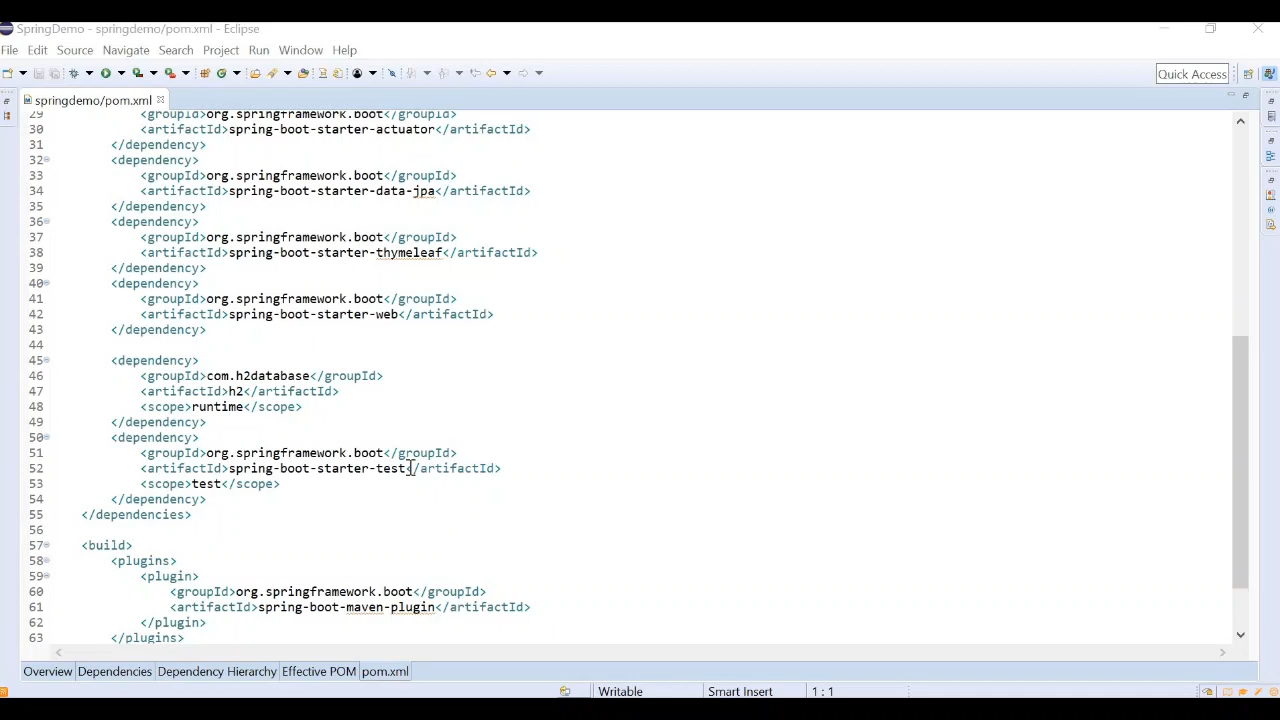 SpringDemo - springdemo/pom.xml - Eclipse
File Edit Source Navigate Search Project Run Window Help
Quick Access
springdemo/pom.xml
29 <groupId>org.springframework.boot</groupId>
30 <artifactId>spring-boot-starter-actuator</artifactId>
31 </dependency>
32 <dependency>
33 <groupId>org.springframework.boot</groupId>
34 <artifactId>spring-boot-starter-data-jpa</artifactId>
35 </dependency>
36 <dependency>
37 <groupId>org.springframework.boot</groupId>
38 <artifactId>spring-boot-starter-thymeleaf</artifactId>
39 </dependency>
40 <dependency>
41 <groupId>org.springframework.boot</groupId>
42 <artifactId>spring-boot-starter-web</artifactId>
43 </dependency>
44
45 <dependency>
46 <groupId>com.h2database</groupId>
47 <artifactId>h2</artifactId>
48 <scope>runtime</scope>
49 </dependency>
50 <dependency>
51 <groupId>org.springframework.boot</groupId>
52 <artifactId>spring-boot-starter-test</artifactId>
53 <scope>test</scope>
54 </dependency>
55 </dependencies>
56
57 <build>
58 <plugins>
59 <plugin>
60 <groupId>org.springframework.boot</groupId>
61 <artifactId>spring-boot-maven-plugin</artifactId>
62 </plugin>
63 </plugins>
Overview Dependencies Dependency Hierarchy Effective POM pom.xml
Writable Smart Insert 1 : 1